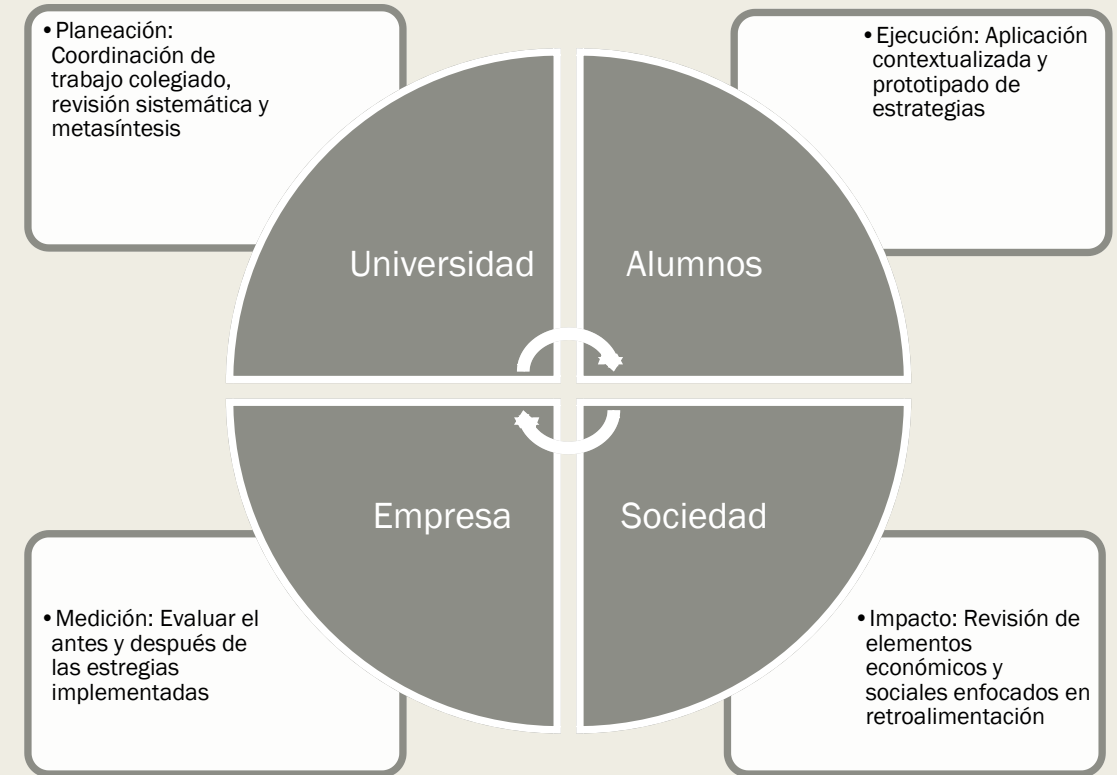 •Planeación:
Coordinación de
trabajo colegiado,
revisión sistemática y
metasíntesis
•Ejecución: Aplicación
contextualizada y
prototipado de
estrategias
Universidad
Alumnos
Empresa
Sociedad
•Medición: Evaluar el
antes y después de
las estregias
implementadas
•Impacto: Revisión de
elementos
económicos y
sociales enfocados en
retroalimentación